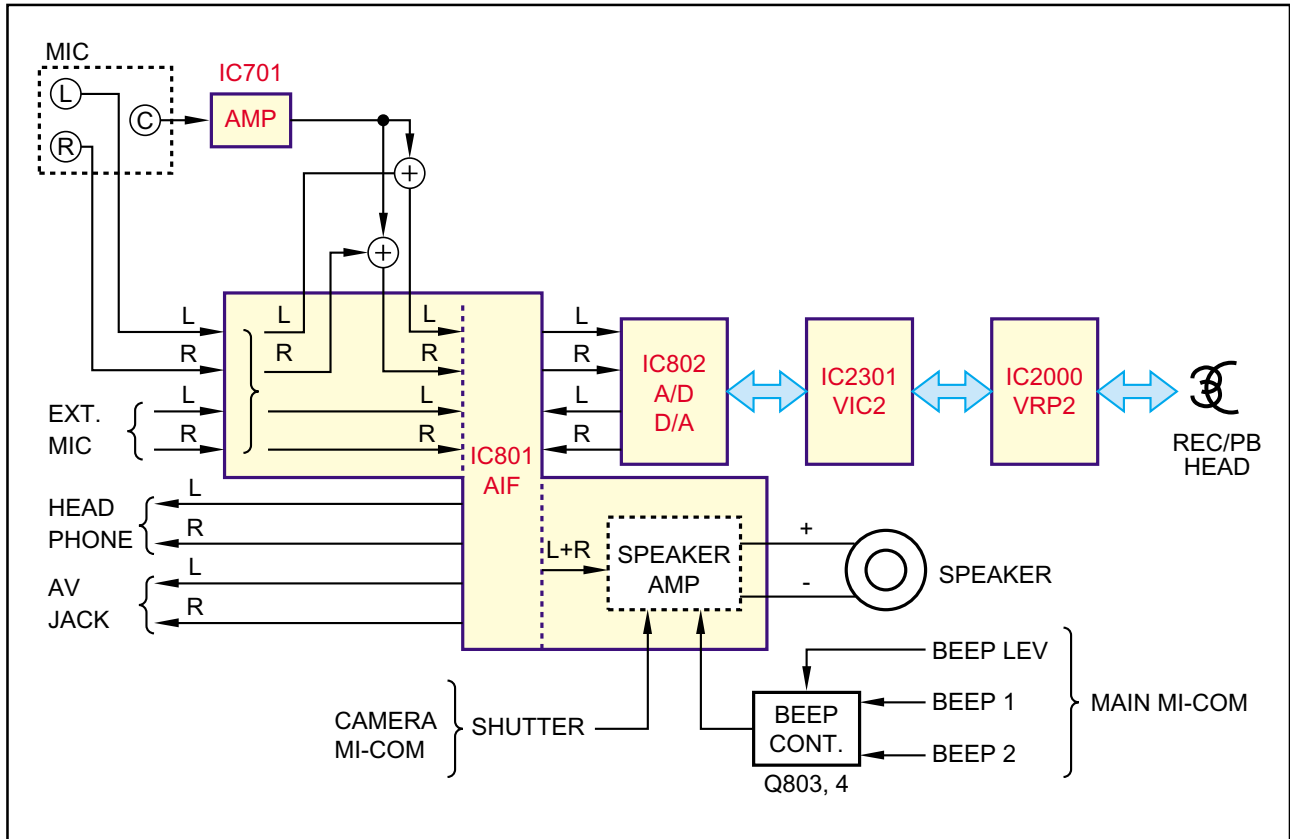 MIC
L
C
R
IC701
AMP
+
+
L
R
L
R
L
R
L
R
L
R
EXT.
MIC
L
R
L
R
IC801
AIF
IC802
A/D
D/A
IC2301
VIC2
IC2000
VRP2
REC/PB
HEAD
HEAD
PHONE
L
R
AV
JACK
L
R
L+R
SPEAKER
AMP
+
-
SPEAKER
CAMERA
MI-COM
SHUTTER
BEEP
CONT.
Q803, 4
BEEP LEV
BEEP 1
BEEP 2
MAIN MI-COM